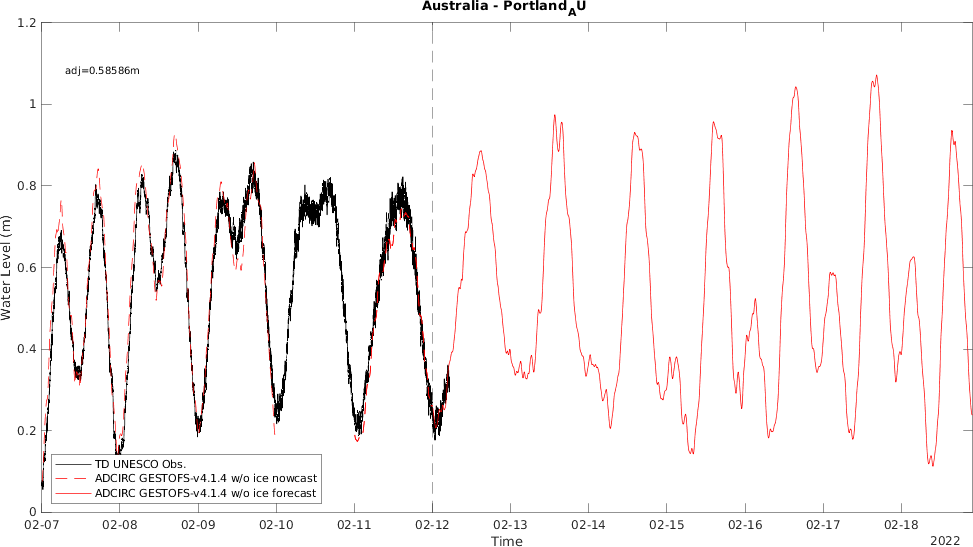 Australia - Portland_AU
adj=0.58586m
Water Level (m)
1.2
1
0.8
0.6
0.4
0.2
0
TD UNESCO Obs.
ADCIRC GESTOFS-v4.1.4 w/o ice nowcast
ADCIRC GESTOFS-v4.1.4 w/o ice forecast
02-07 02-08 02-09 02-10 02-11 02-12 02-13 02-14 02-15 02-16 02-17 02-18
Time
2022